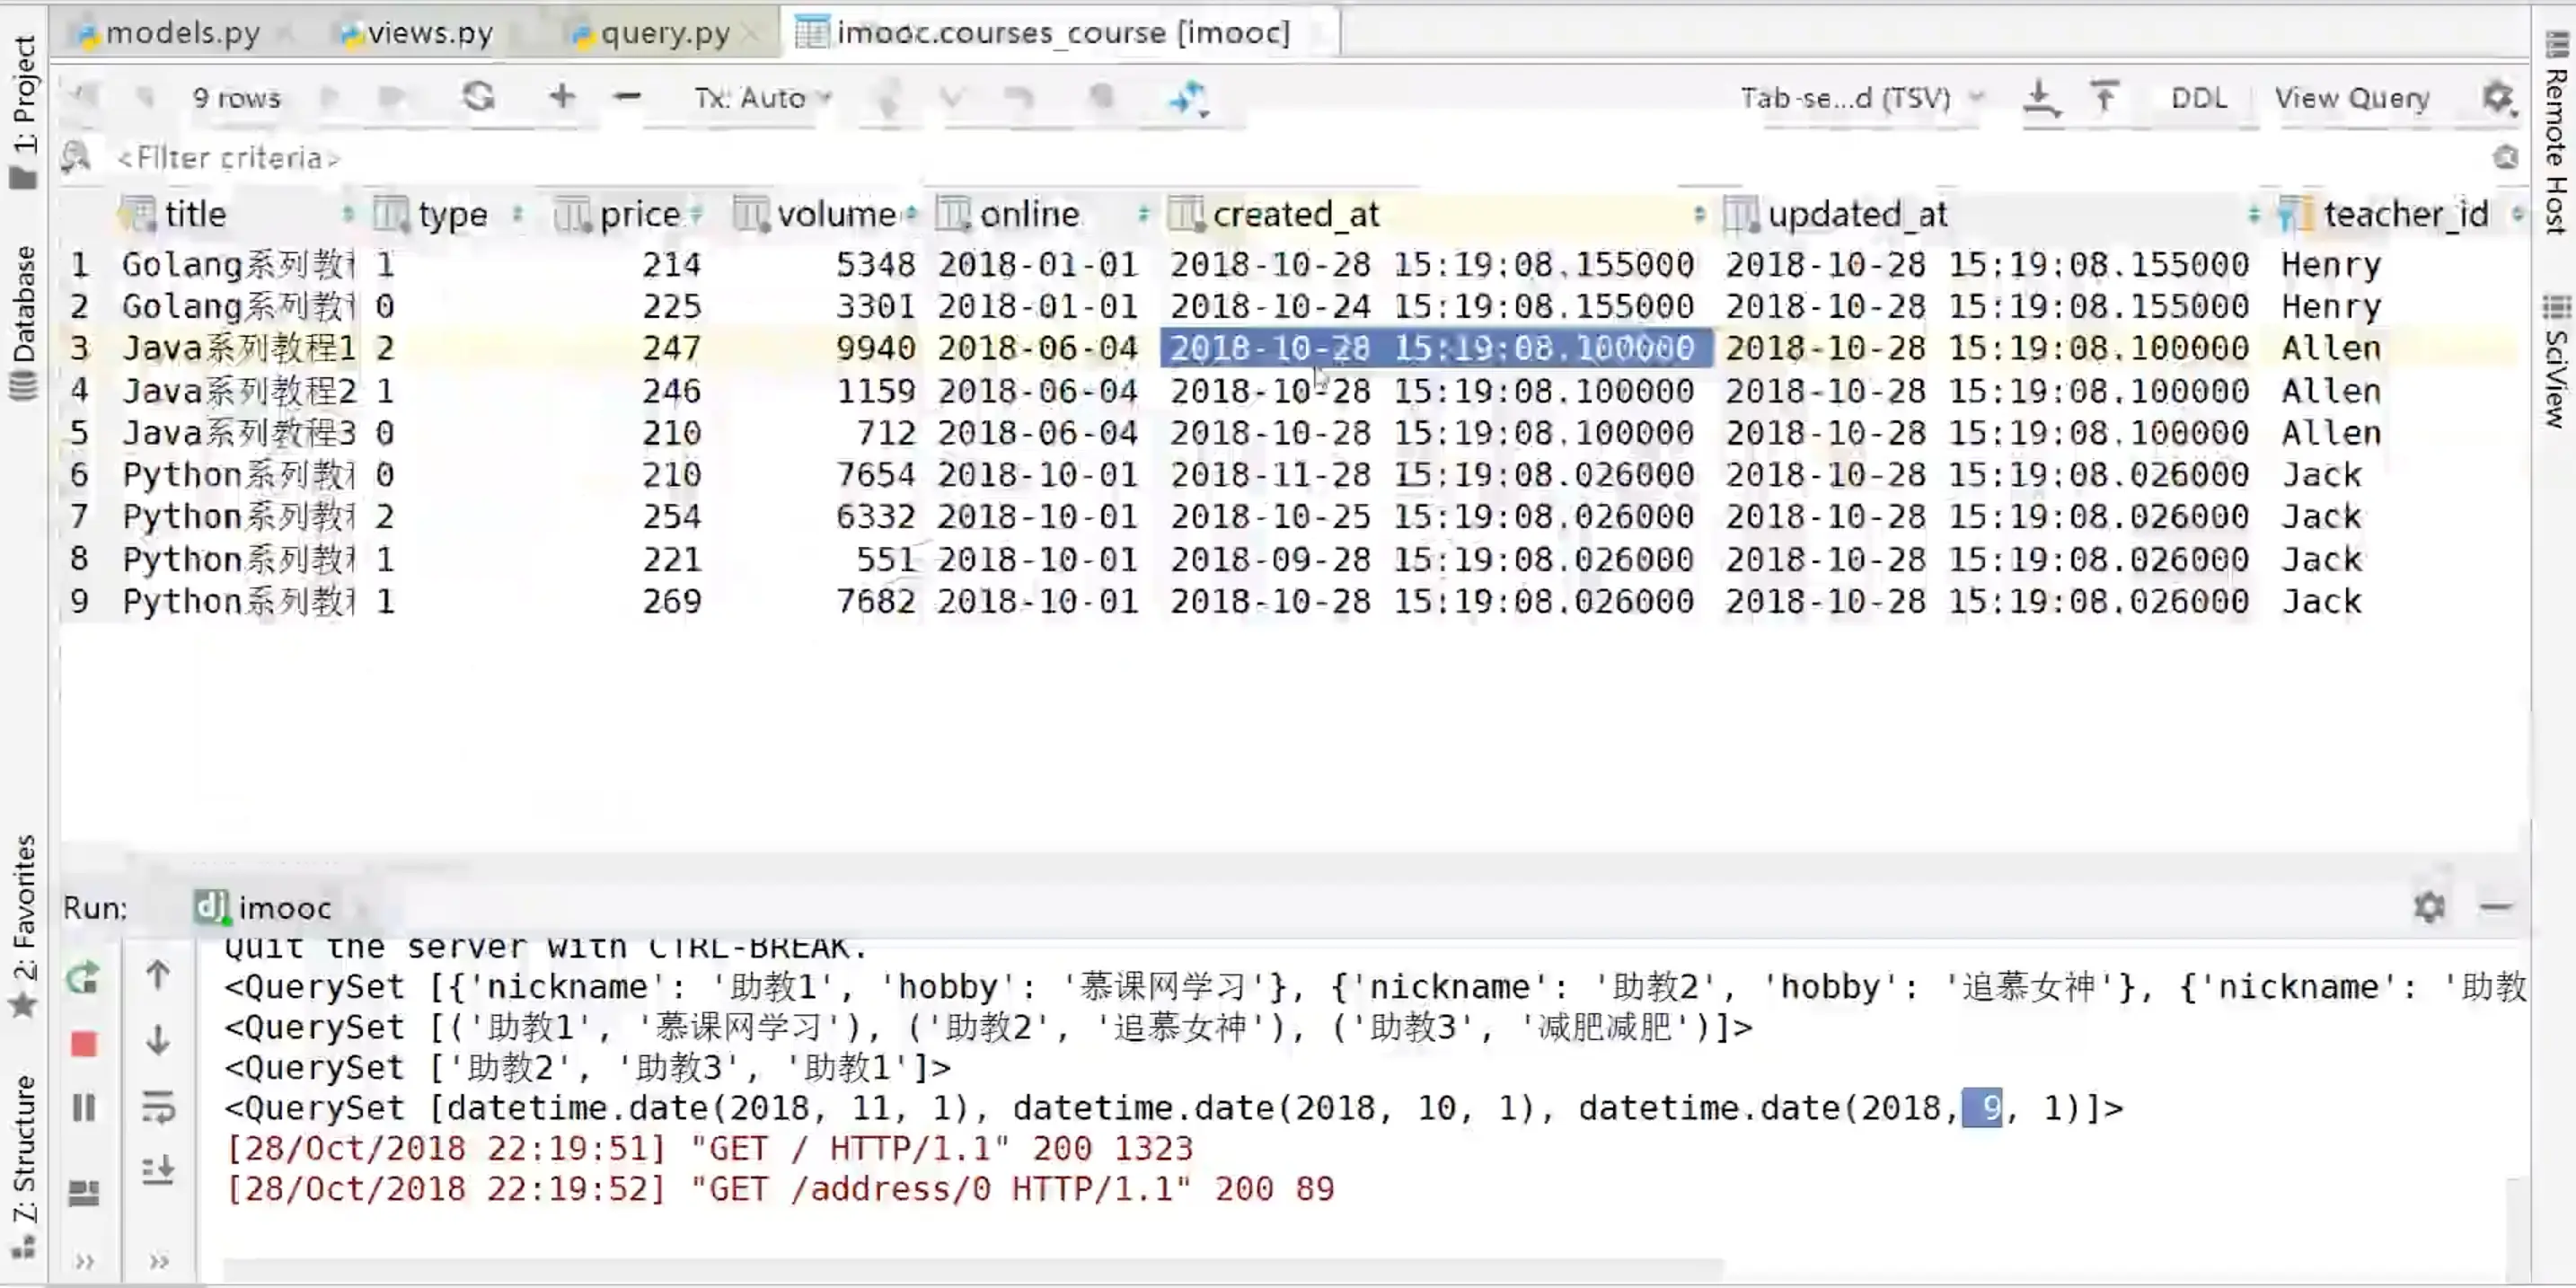 models.py views.py query.py imooc.courses_course [imooc]
9 rows Tx: Auto Tab-se...d (TSV) DDL View Query
<Filter criteria>
title type price volume online created_at updated_at teacher_id
1 Golang系列教 1 214 5348 2018-01-01 2018-10-28 15:19:08.155000 2018-10-28 15:19:08.155000 Henry
2 Golang系列教 0 225 3301 2018-01-01 2018-10-24 15:19:08.155000 2018-10-28 15:19:08.155000 Henry
3 Java系列教程1 2 247 9940 2018-06-04 2018-10-28 15:19:08.100000 2018-10-28 15:19:08.100000 Allen
4 Java系列教程2 1 246 1159 2018-06-04 2018-10-28 15:19:08.100000 2018-10-28 15:19:08.100000 Allen
5 Java系列教程3 0 210 712 2018-06-04 2018-10-28 15:19:08.100000 2018-10-28 15:19:08.100000 Allen
6 Python系列教 0 210 7654 2018-10-01 2018-11-28 15:19:08.026000 2018-10-28 15:19:08.026000 Jack
7 Python系列教 2 254 6332 2018-10-01 2018-10-25 15:19:08.026000 2018-10-28 15:19:08.026000 Jack
8 Python系列教 1 221 551 2018-10-01 2018-09-28 15:19:08.026000 2018-10-28 15:19:08.026000 Jack
9 Python系列教 1 269 7682 2018-10-01 2018-10-28 15:19:08.026000 2018-10-28 15:19:08.026000 Jack
Run: dj imooc
Quit the server with CTRL-BREAK.
<QuerySet [{'nickname': '助教1', 'hobby': '慕课网学习'}, {'nickname': '助教2', 'hobby': '追慕女神'}, {'nickname': '助教
<QuerySet [('助教1', '慕课网学习'), ('助教2', '追慕女神'), ('助教3', '减肥减肥')]>
<QuerySet ['助教2', '助教3', '助教1']>
<QuerySet [datetime.date(2018, 11, 1), datetime.date(2018, 10, 1), datetime.date(2018, 9, 1)]>
[28/Oct/2018 22:19:51] "GET / HTTP/1.1" 200 1323
[28/Oct/2018 22:19:52] "GET /address/0 HTTP/1.1" 200 89
1: Project
Database
2: Favorites
Z: Structure
Remote Host
SciView